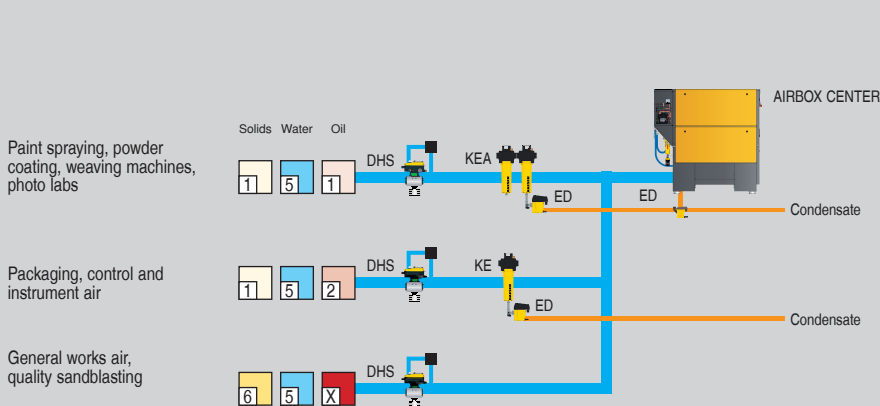 AIRBOX CENTER
Solids Water Oil
Paint spraying, powder
coating, weaving machines,
photo labs
1 5 1
DHS
KEA
ED
ED
Condensate
Packaging, control and
instrument air
1 5 2
DHS
KE
ED
Condensate
General works air,
quality sandblasting
6 5 X
DHS